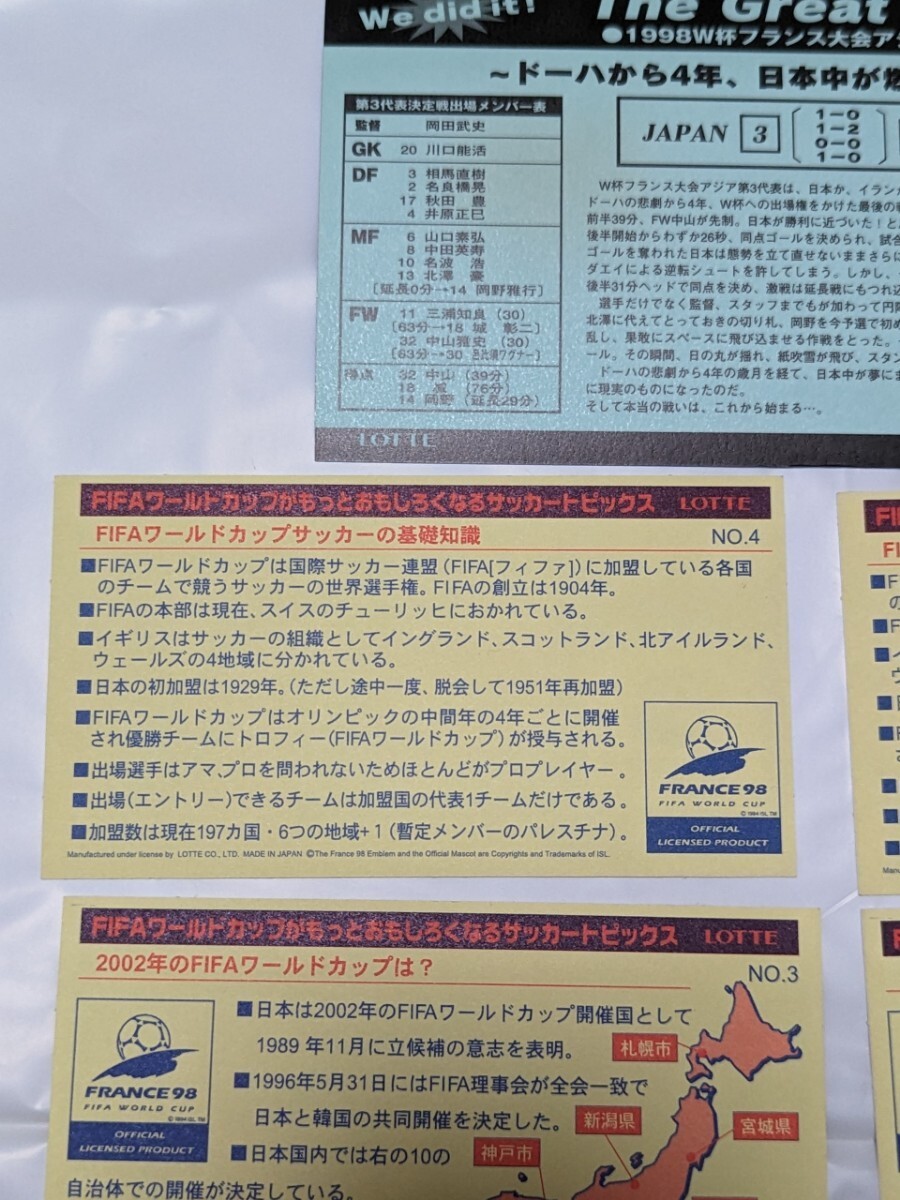 We did it!
The Great
●1998W杯フランス大会ア
～ドーハから4年、日本中が燃
第3代表決定戦出場メンバー表
監督 岡田武史
GK 20 川口能活
DF 3 相馬直樹
2 名良橋晃
17 秋田 豊
4 井原正巳
MF 6 山口素弘
8 中田英寿
10 名波 浩
13 北澤 豪
[延長0分→14 岡野雅行]
FW 11 三浦知良（30）
[63分→18 城 彰二]
32 中山雅史（30）
[63分→30 呂比須ワグナー]
得点 32 中山（39分）
18 城（76分）
14 岡野（延長29分）
JAPAN 3
1－0
1－2
0－0
1－0
W杯フランス大会アジア第3代表は、日本か、イラン
ドーハの悲劇から4年、W杯への出場権をかけた最後の
前半39分、FW中山が先制。日本が勝利に近づいた！と
後半開始からわずか26秒、同点ゴールを決められ、試合
ゴールを奪われた日本は態勢を立て直せないままさらに
ダエイによる逆転シュートを許してしまう。しかし、
後半31分ヘッドで同点を決め、激戦は延長戦にもつれ込
選手だけでなく監督、スタッフまでもが加わって円陣
北澤に代えてとっておきの切り札、岡野を今予選で初め
乱し、果敢にスペースに飛び込ませる作戦をとった。
ール。その瞬間、日の丸が揺れ、紙吹雪が飛び、スタン
ドーハの悲劇から4年の歳月を経て、日本中が夢にま
に現実のものになったのだ。
そして本当の戦いは、これから始まる…。
LOTTE
FIFAワールドカップがもっとおもしろくなるサッカートピックス LOTTE
FIFAワールドカップサッカーの基礎知識 NO.4
■FIFAワールドカップは国際サッカー連盟（FIFA[フィファ]）に加盟している各国
のチームで競うサッカーの世界選手権。FIFAの創立は1904年。
■FIFAの本部は現在、スイスのチューリッヒにおかれている。
■イギリスはサッカーの組織としてイングランド、スコットランド、北アイルランド、
ウェールズの4地域に分かれている。
■日本の初加盟は1929年。（ただし途中一度、脱会して1951年再加盟）
■FIFAワールドカップはオリンピックの中間年の4年ごとに開催
され優勝チームにトロフィー（FIFAワールドカップ）が授与される。
■出場選手はアマ、プロを問われないためほとんどがプロプレイヤー。
■出場（エントリー）できるチームは加盟国の代表1チームだけである。
■加盟数は現在197カ国・6つの地域+1（暫定メンバーのパレスチナ）。
FRANCE 98
FIFA WORLD CUP
©1994 ISL TM
OFFICIAL
LICENSED PRODUCT
Manufactured under license by LOTTE CO., LTD. MADE IN JAPAN ©The France 98 Emblem and the Official Mascot are Copyrights and Trademarks of ISL.
FIFAワールドカップがもっとおもしろくなるサッカートピックス LOTTE
2002年のFIFAワールドカップは？ NO.3
■日本は2002年のFIFAワールドカップ開催国として
1989年11月に立候補の意志を表明。
■1996年5月31日にはFIFA理事会が全会一致で
日本と韓国の共同開催を決定した。
■日本国内では右の10の
自治体での開催が決定している。
FRANCE 98
FIFA WORLD CUP
©1994 ISL TM
OFFICIAL
LICENSED PRODUCT
札幌市
新潟県
宮城県
神戸市